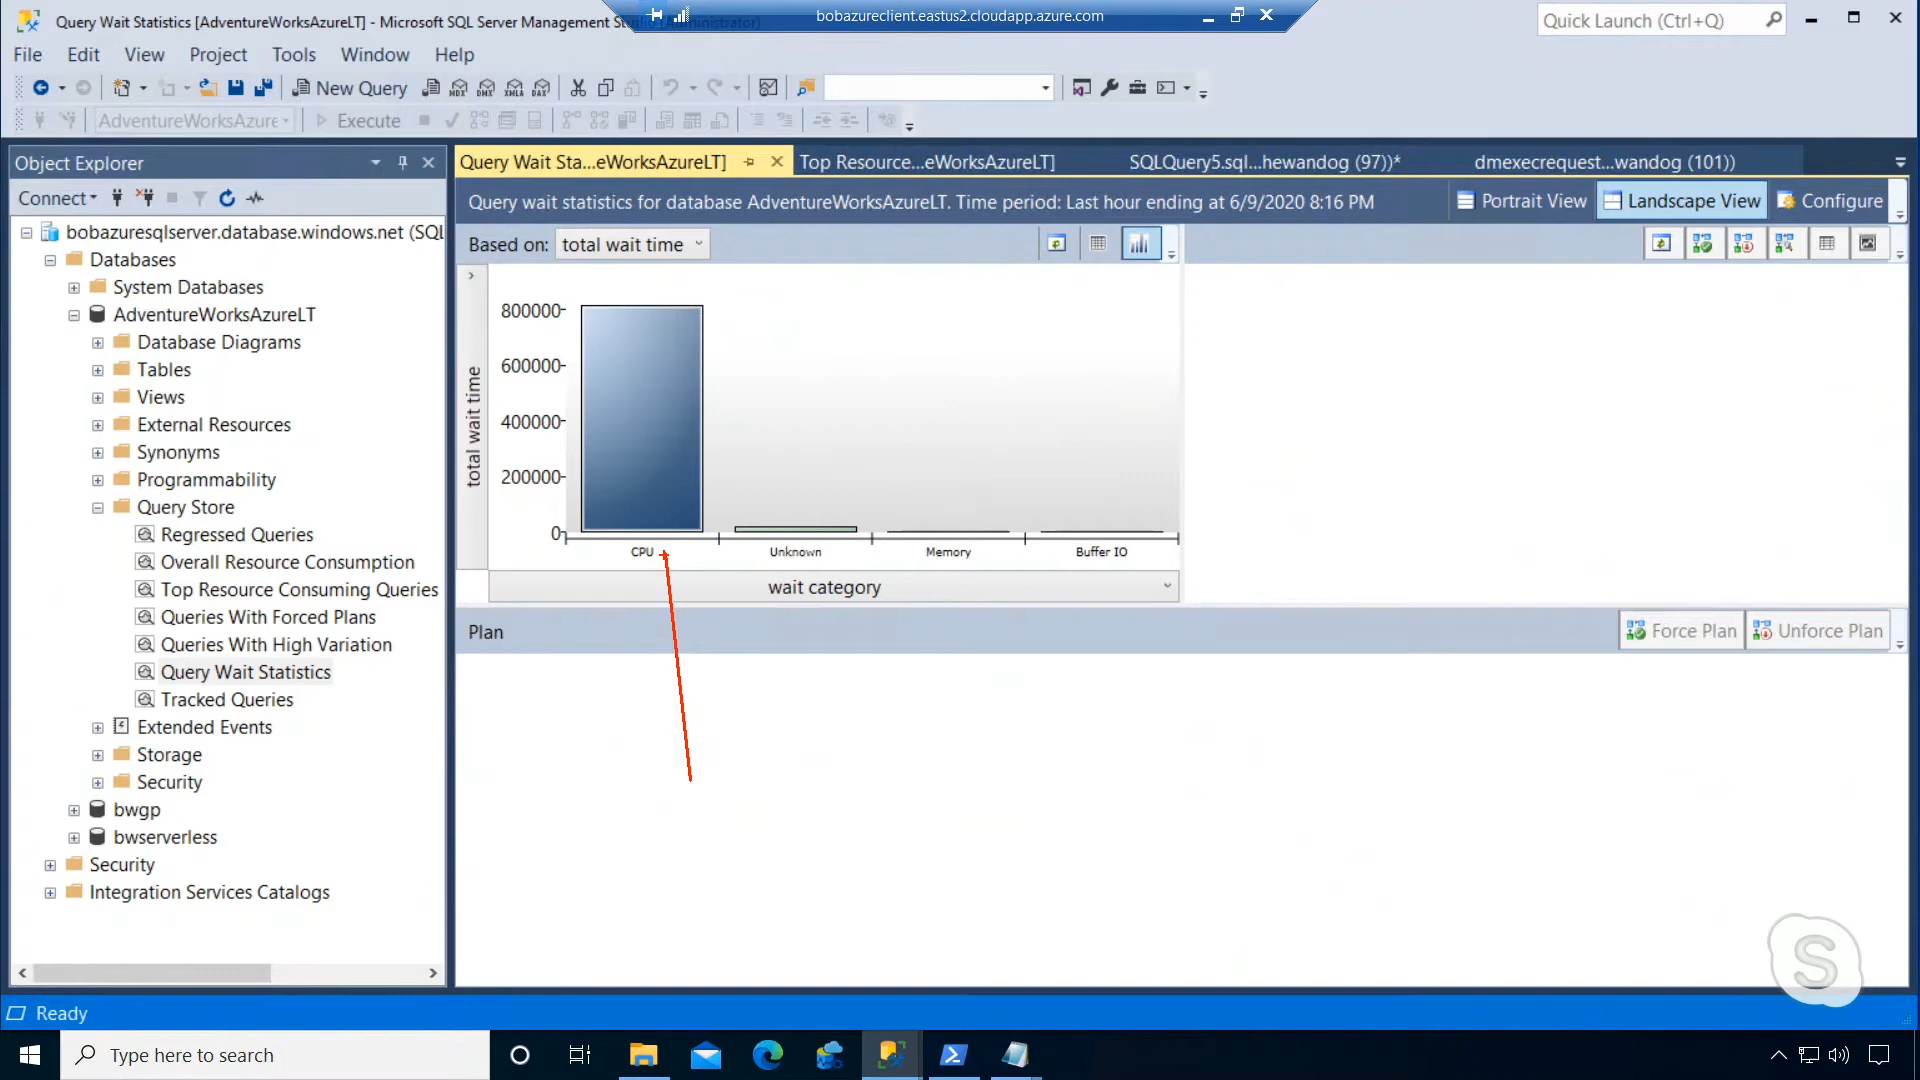 Query Wait Statistics [AdventureWorksAzureLT] - Microsoft SQL Server Management
bobazureclient.eastus2.cloudapp.azure.com
Quick Launch (Ctrl+Q)
File Edit View Project Tools Window Help
New Query
MDX DMX XMLA DAX
AdventureWorksAzure
Execute
Object Explorer
Connect
bobazuresqlserver.database.windows.net (SQL
Databases
System Databases
AdventureWorksAzureLT
Database Diagrams
Tables
Views
External Resources
Synonyms
Programmability
Query Store
Regressed Queries
Overall Resource Consumption
Top Resource Consuming Queries
Queries With Forced Plans
Queries With High Variation
Query Wait Statistics
Tracked Queries
Extended Events
Storage
Security
bwgp
bwserverless
Security
Integration Services Catalogs
Query Wait Sta...eWorksAzureLT]
Top Resource...eWorksAzureLT]
SQLQuery5.sql...hewandog (97))*
dmexecrequest...wandog (101))
Query wait statistics for database AdventureWorksAzureLT. Time period: Last hour ending at 6/9/2020 8:16 PM
Portrait View
Landscape View
Configure
Based on: total wait time
total wait time
800000
600000
400000
200000
0
CPU Unknown Memory Buffer IO
wait category
Plan
Force Plan
Unforce Plan
S
Ready
Type here to search